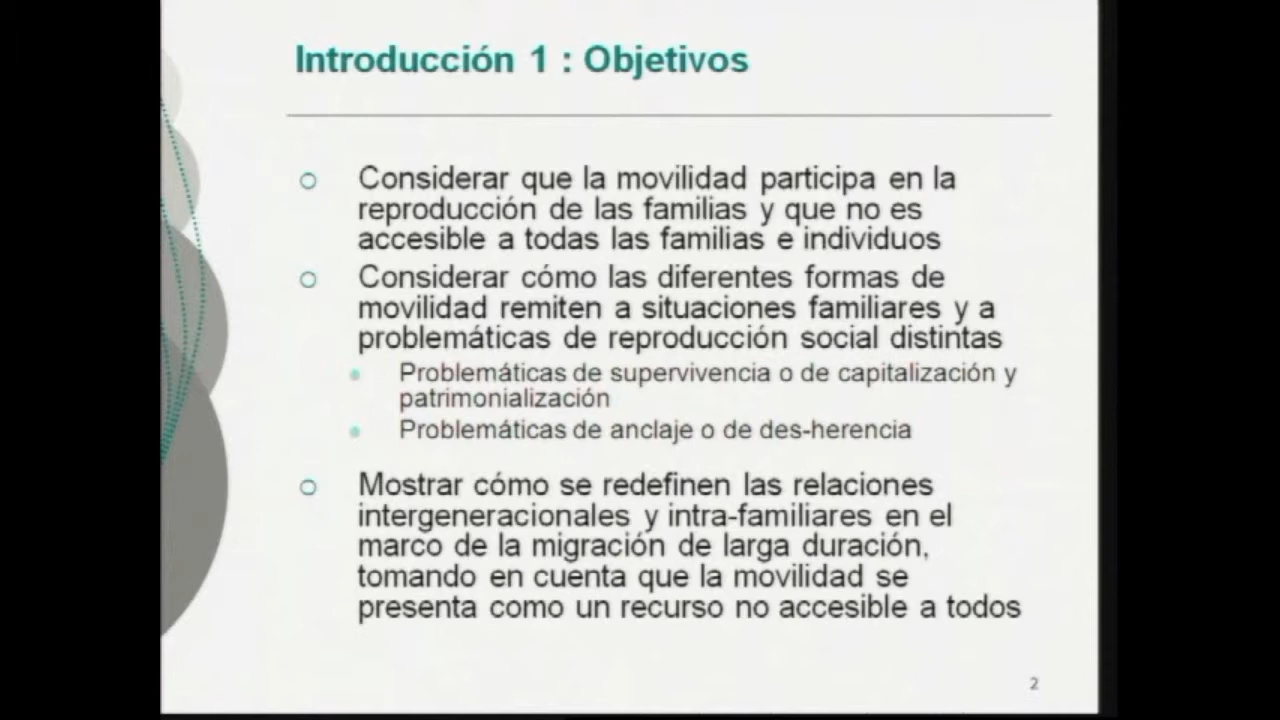 Introducción 1 : Objetivos
Considerar que la movilidad participa en la
reproducción de las familias y que no es
accesible a todas las familias e individuos
Considerar cómo las diferentes formas de
movilidad remiten a situaciones familiares y a
problemáticas de reproducción social distintas
Problemáticas de supervivencia o de capitalización y
patrimonialización
Problemáticas de anclaje o de des-herencia
Mostrar cómo se redefinen las relaciones
intergeneracionales y intra-familiares en el
marco de la migración de larga duración,
tomando en cuenta que la movilidad se
presenta como un recurso no accesible a todos
2